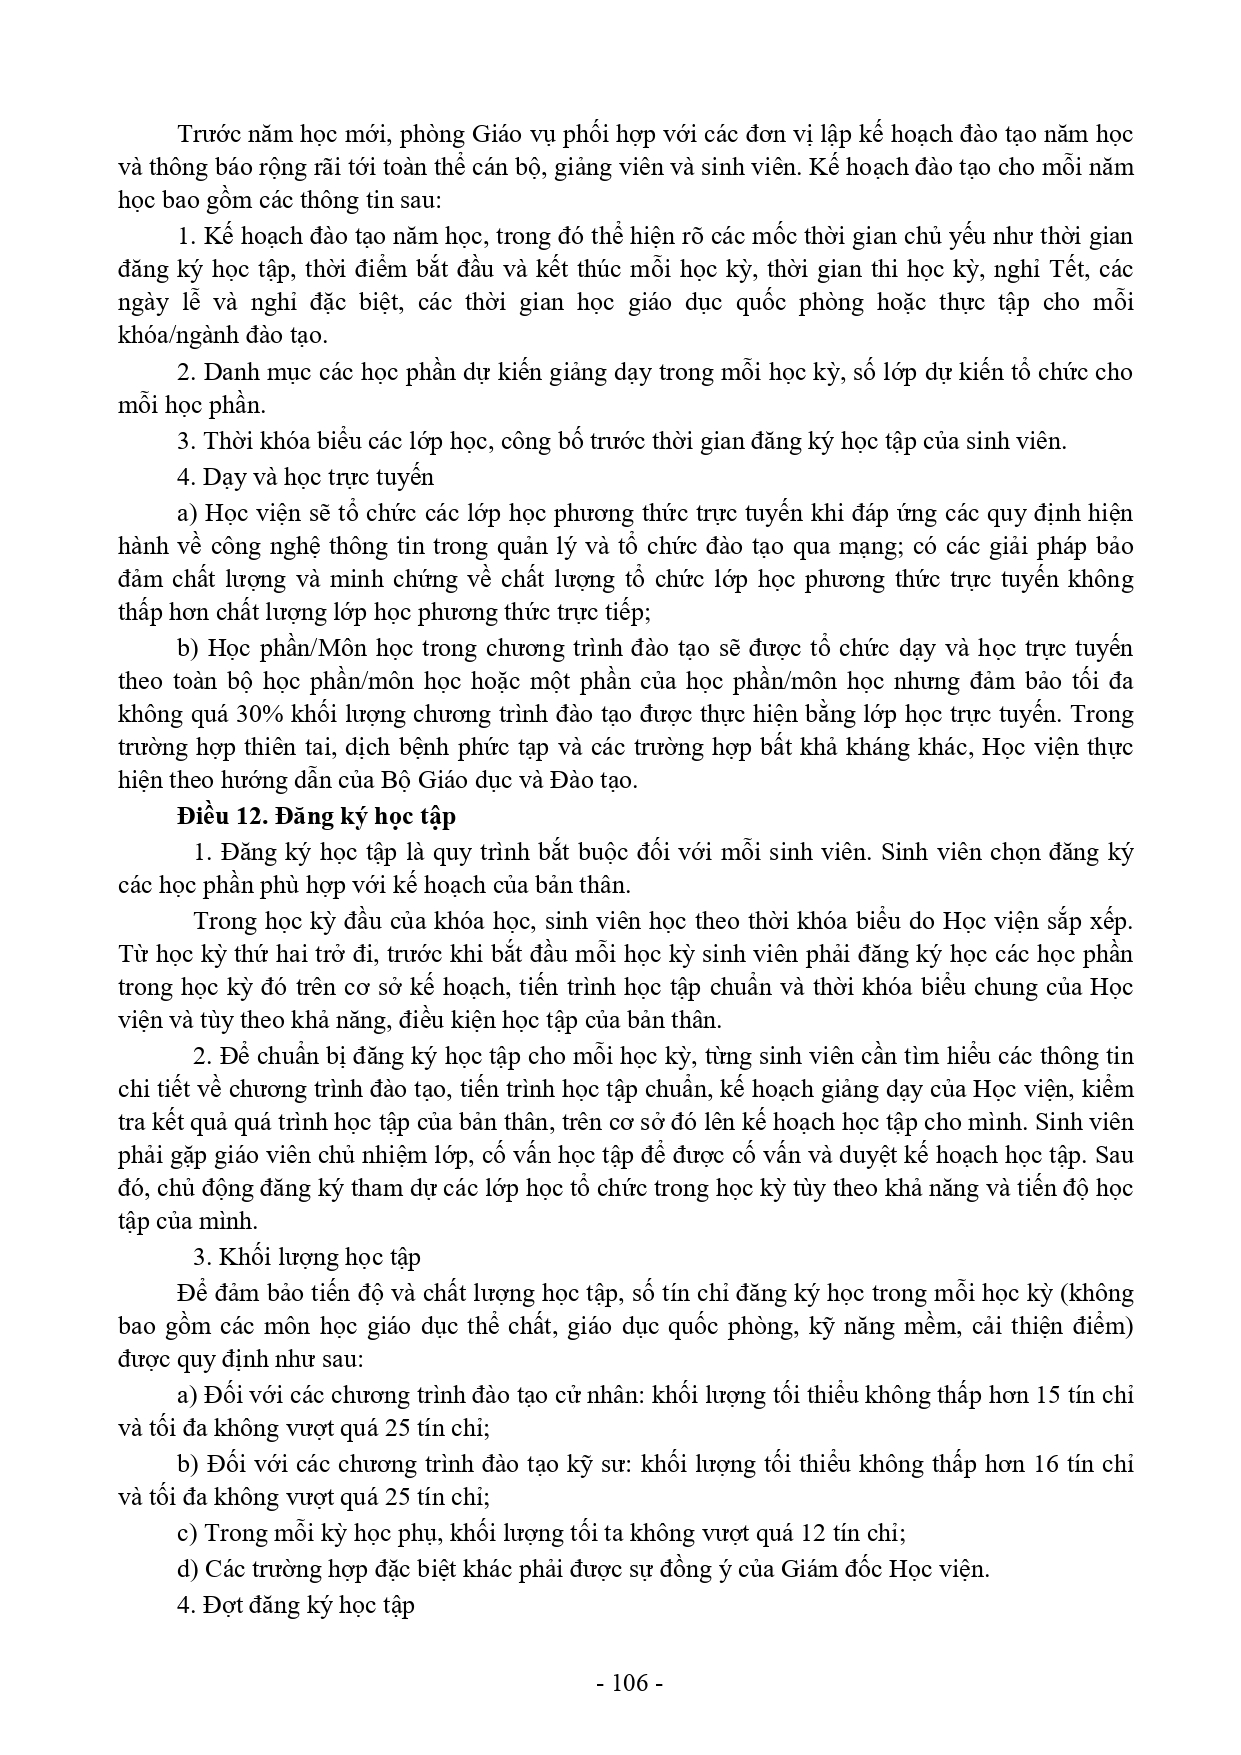 Trước năm học mới, phòng Giáo vụ phối hợp với các đơn vị lập kế hoạch đào tạo năm học
và thông báo rộng rãi tới toàn thể cán bộ, giảng viên và sinh viên. Kế hoạch đào tạo cho mỗi năm
học bao gồm các thông tin sau:
1. Kế hoạch đào tạo năm học, trong đó thể hiện rõ các mốc thời gian chủ yếu như thời gian
đăng ký học tập, thời điểm bắt đầu và kết thúc mỗi học kỳ, thời gian thi học kỳ, nghỉ Tết, các
ngày lễ và nghỉ đặc biệt, các thời gian học giáo dục quốc phòng hoặc thực tập cho mỗi
khóa/ngành đào tạo.
2. Danh mục các học phần dự kiến giảng dạy trong mỗi học kỳ, số lớp dự kiến tổ chức cho
mỗi học phần.
3. Thời khóa biểu các lớp học, công bố trước thời gian đăng ký học tập của sinh viên.
4. Dạy và học trực tuyến
a) Học viện sẽ tổ chức các lớp học phương thức trực tuyến khi đáp ứng các quy định hiện
hành về công nghệ thông tin trong quản lý và tổ chức đào tạo qua mạng; có các giải pháp bảo
đảm chất lượng và minh chứng về chất lượng tổ chức lớp học phương thức trực tuyến không
thấp hơn chất lượng lớp học phương thức trực tiếp;
b) Học phần/Môn học trong chương trình đào tạo sẽ được tổ chức dạy và học trực tuyến
theo toàn bộ học phần/môn học hoặc một phần của học phần/môn học nhưng đảm bảo tối đa
không quá 30% khối lượng chương trình đào tạo được thực hiện bằng lớp học trực tuyến. Trong
trường hợp thiên tai, dịch bệnh phức tạp và các trường hợp bất khả kháng khác, Học viện thực
hiện theo hướng dẫn của Bộ Giáo dục và Đào tạo.
Điều 12. Đăng ký học tập
1. Đăng ký học tập là quy trình bắt buộc đối với mỗi sinh viên. Sinh viên chọn đăng ký
các học phần phù hợp với kế hoạch của bản thân.
Trong học kỳ đầu của khóa học, sinh viên học theo thời khóa biểu do Học viện sắp xếp.
Từ học kỳ thứ hai trở đi, trước khi bắt đầu mỗi học kỳ sinh viên phải đăng ký học các học phần
trong học kỳ đó trên cơ sở kế hoạch, tiến trình học tập chuẩn và thời khóa biểu chung của Học
viện và tùy theo khả năng, điều kiện học tập của bản thân.
2. Để chuẩn bị đăng ký học tập cho mỗi học kỳ, từng sinh viên cần tìm hiểu các thông tin
chi tiết về chương trình đào tạo, tiến trình học tập chuẩn, kế hoạch giảng dạy của Học viện, kiểm
tra kết quả quá trình học tập của bản thân, trên cơ sở đó lên kế hoạch học tập cho mình. Sinh viên
phải gặp giáo viên chủ nhiệm lớp, cố vấn học tập để được cố vấn và duyệt kế hoạch học tập. Sau
đó, chủ động đăng ký tham dự các lớp học tổ chức trong học kỳ tùy theo khả năng và tiến độ học
tập của mình.
3. Khối lượng học tập
Để đảm bảo tiến độ và chất lượng học tập, số tín chỉ đăng ký học trong mỗi học kỳ (không
bao gồm các môn học giáo dục thể chất, giáo dục quốc phòng, kỹ năng mềm, cải thiện điểm)
được quy định như sau:
a) Đối với các chương trình đào tạo cử nhân: khối lượng tối thiểu không thấp hơn 15 tín chỉ
và tối đa không vượt quá 25 tín chỉ;
b) Đối với các chương trình đào tạo kỹ sư: khối lượng tối thiểu không thấp hơn 16 tín chỉ
và tối đa không vượt quá 25 tín chỉ;
c) Trong mỗi kỳ học phụ, khối lượng tối ta không vượt quá 12 tín chỉ;
d) Các trường hợp đặc biệt khác phải được sự đồng ý của Giám đốc Học viện.
4. Đợt đăng ký học tập
- 106 -